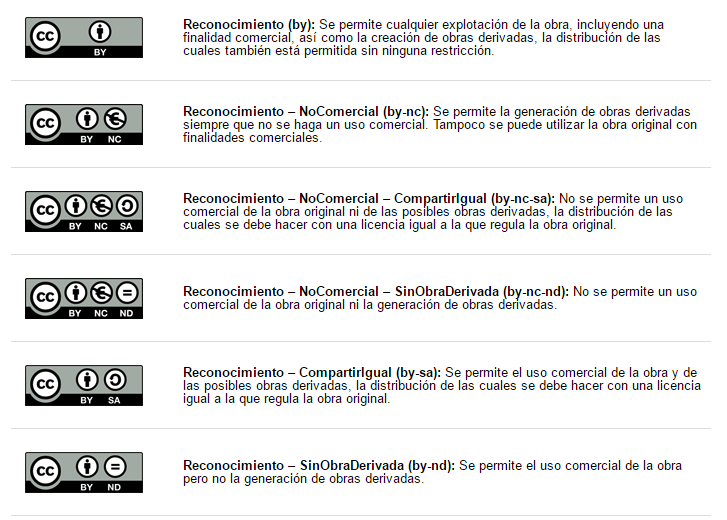 cc
BY
Reconocimiento (by): Se permite cualquier explotación de la obra, incluyendo una
finalidad comercial, así como la creación de obras derivadas, la distribución de las
cuales también está permitida sin ninguna restricción.
cc
BY NC
Reconocimiento – NoComercial (by-nc): Se permite la generación de obras derivadas
siempre que no se haga un uso comercial. Tampoco se puede utilizar la obra original con
finalidades comerciales.
cc
BY NC SA
Reconocimiento – NoComercial – CompartirIgual (by-nc-sa): No se permite un uso
comercial de la obra original ni de las posibles obras derivadas, la distribución de las
cuales se debe hacer con una licencia igual a la que regula la obra original.
cc
BY NC ND
Reconocimiento – NoComercial – SinObraDerivada (by-nc-nd): No se permite un uso
comercial de la obra original ni la generación de obras derivadas.
cc
BY SA
Reconocimiento – CompartirIgual (by-sa): Se permite el uso comercial de la obra y de
las posibles obras derivadas, la distribución de las cuales se debe hacer con una licencia
igual a la que regula la obra original.
cc
BY ND
Reconocimiento – SinObraDerivada (by-nd): Se permite el uso comercial de la obra
pero no la generación de obras derivadas.